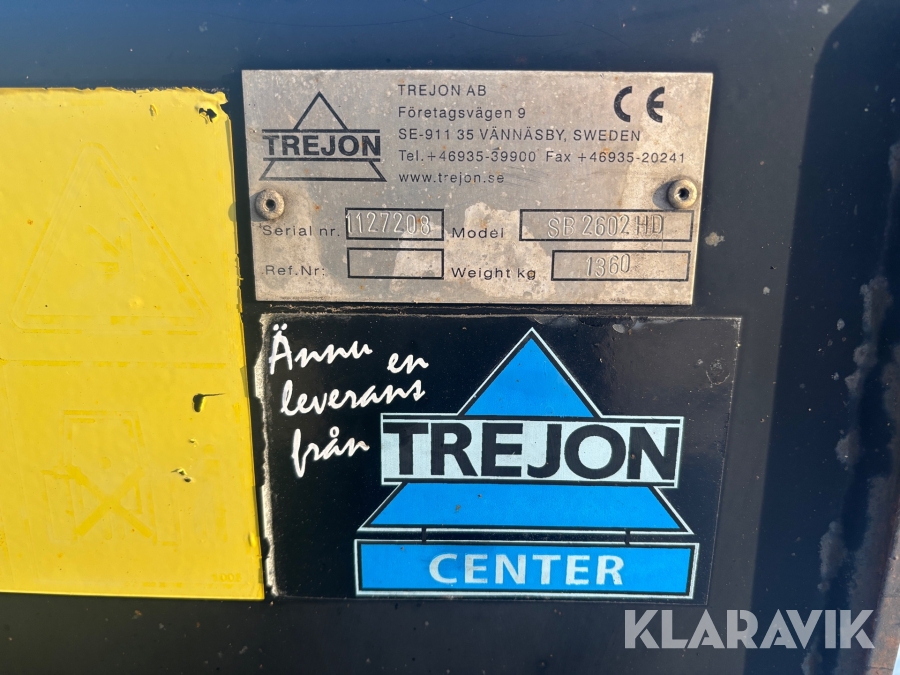 TREJON
TREJON AB
Företagsvägen 9
SE-911 35 VÄNNÄSBY, SWEDEN
Tel. +46935-39900 Fax +46935-20241
www.trejon.se
CE
Serial nr. 1127208 Model SB 2602 HD
Ref.Nr: Weight kg 1360
Ännu en
leverans
från
TREJON
CENTER
KLARAVIK